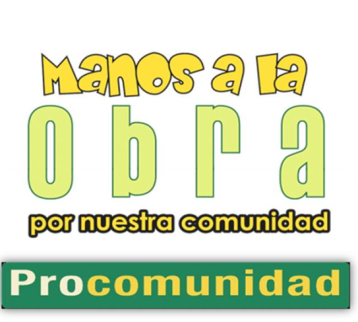 Manos a la
obra
por nuestra comunidad
Procomunidad